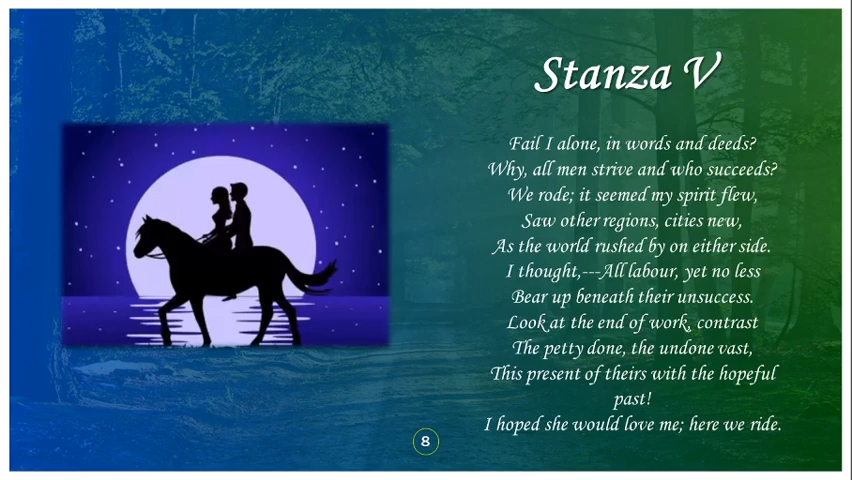 Stanza V
Fail I alone, in words and deeds?
Why, all men strive and who succeeds?
We rode; it seemed my spirit flew,
Saw other regions, cities new,
As the world rushed by on either side.
I thought,---All labour, yet no less
Bear up beneath their unsuccess.
Look at the end of work, contrast
The petty done, the undone vast,
This present of theirs with the hopeful
past!
I hoped she would love me; here we ride.
8